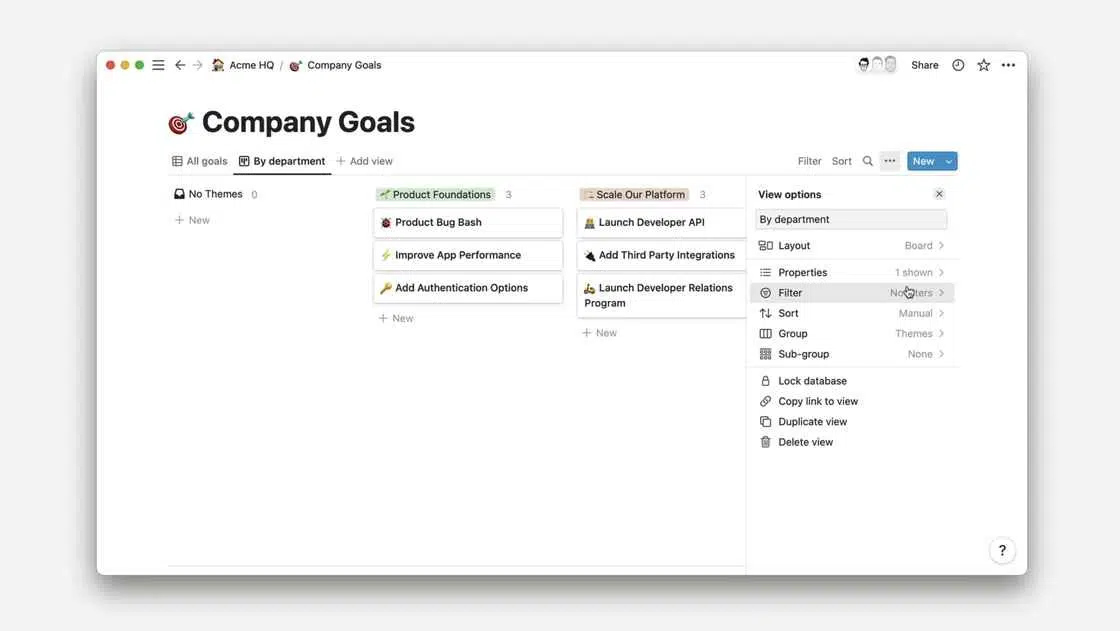 Acme HQ / Company Goals
Share
Company Goals
All goals
By department
Add view
Filter
Sort
New
No Themes 0
New
Product Foundations 3
Product Bug Bash
Improve App Performance
Add Authentication Options
New
Scale Our Platform 3
Launch Developer API
Add Third Party Integrations
Launch Developer Relations
Program
New
View options
By department
Layout Board
Properties 1 shown
Filter
Sort Manual
Group Themes
Sub-group None
Lock database
Copy link to view
Duplicate view
Delete view
?